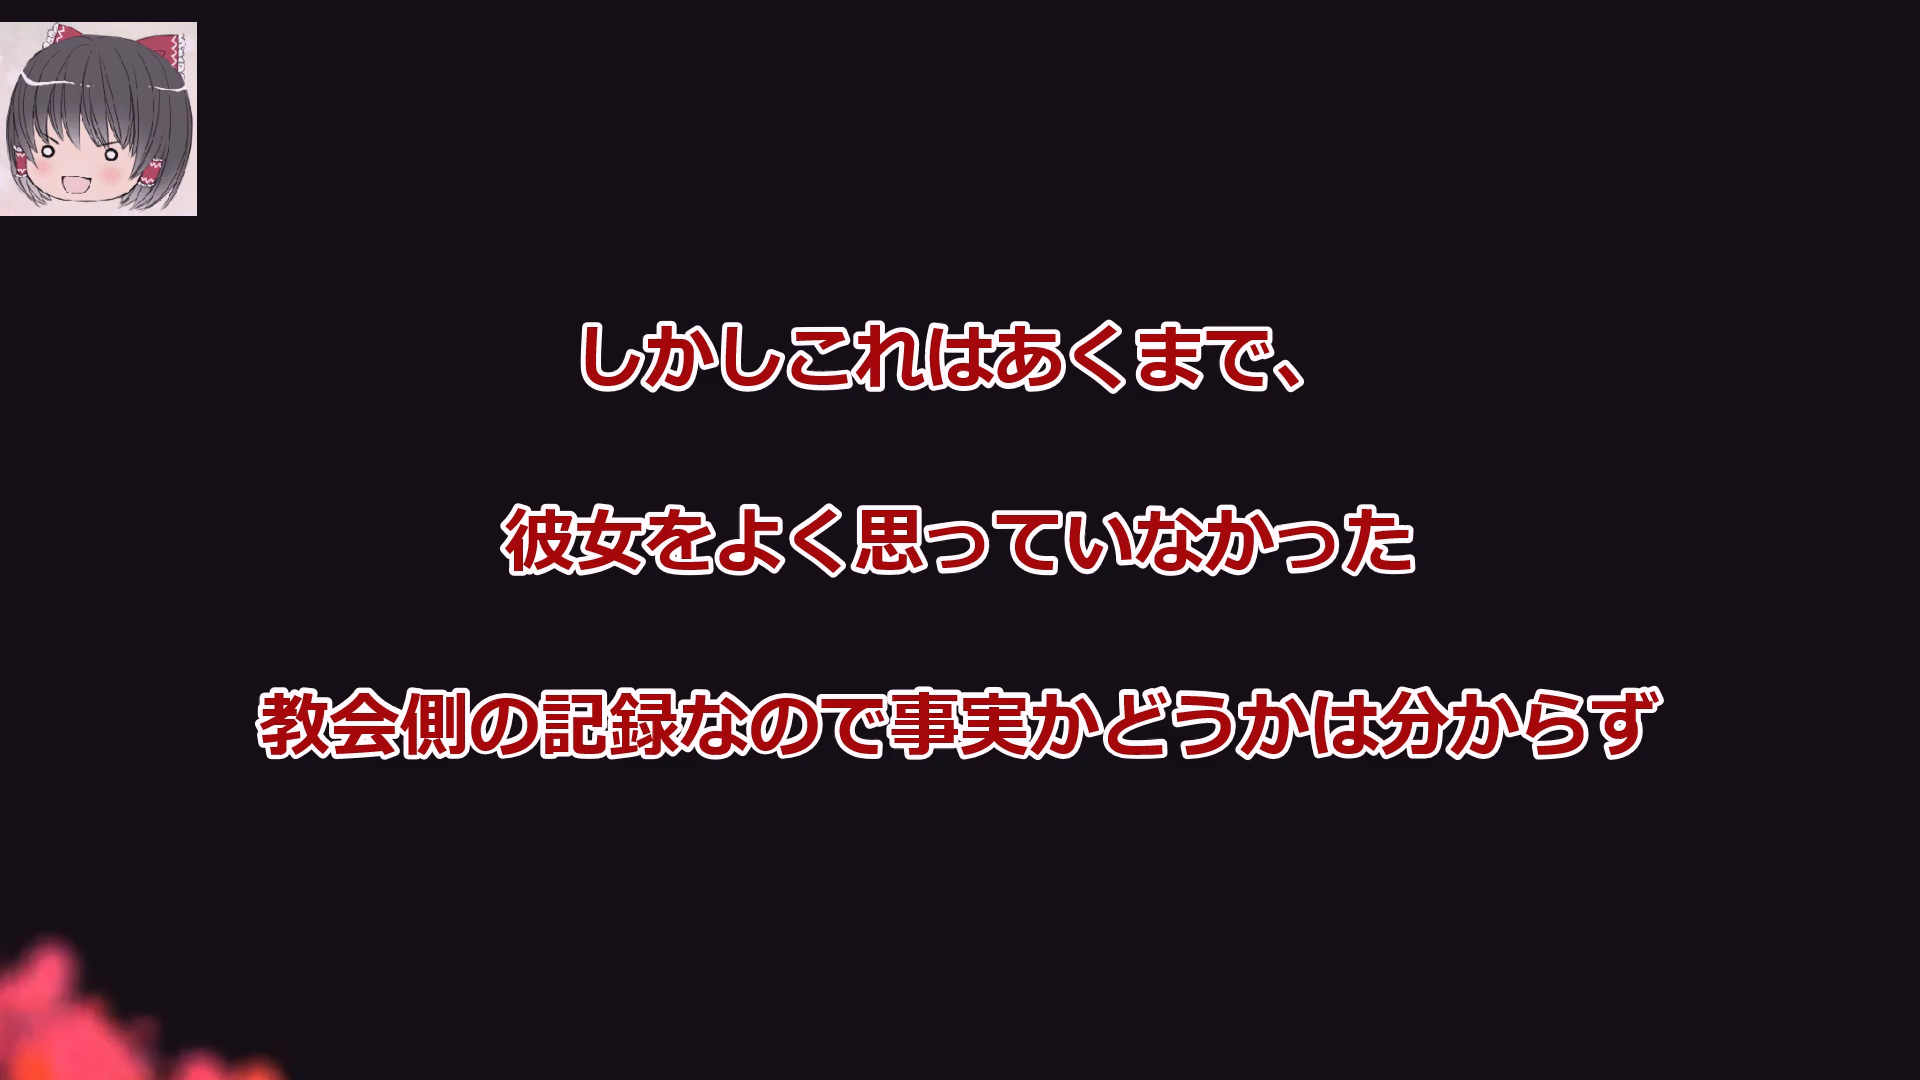 しかしこれはあくまで、
彼女をよく思っていなかった
教会側の記録なので事実かどうかは分からず